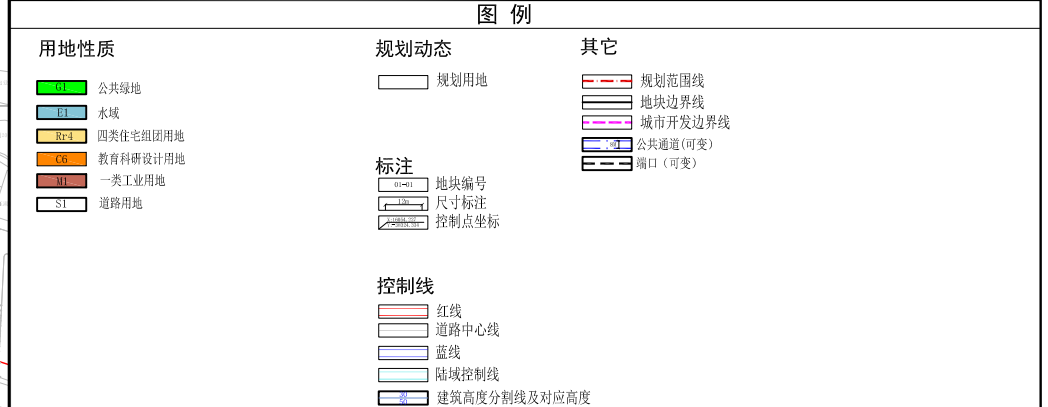 图 例
用地性质
G1 公共绿地
E1 水域
Rr4 四类住宅组团用地
C6 教育科研设计用地
M1 一类工业用地
S1 道路用地
规划动态
规划用地
标注
01-01 地块编号
12m 尺寸标注
控制点坐标
控制线
红线
道路中心线
蓝线
陆域控制线
30
50
建筑高度分割线及对应高度
其它
规划范围线
地块边界线
城市开发边界线
公共通道(可变)
端口（可变）